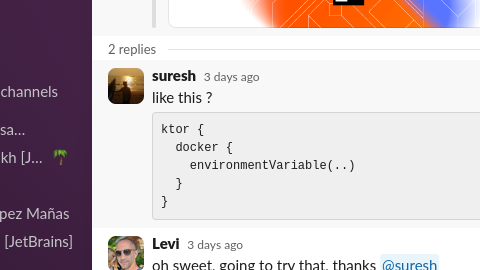 2 replies
suresh 3 days ago
channels
like this ?
sa...
ktor {
docker {
kh [J...
environmentVariable(..)
}
}
pez Mañas
[JetBrains]
Levi 3 days ago
oh sweet, going to try that, thanks @suresh